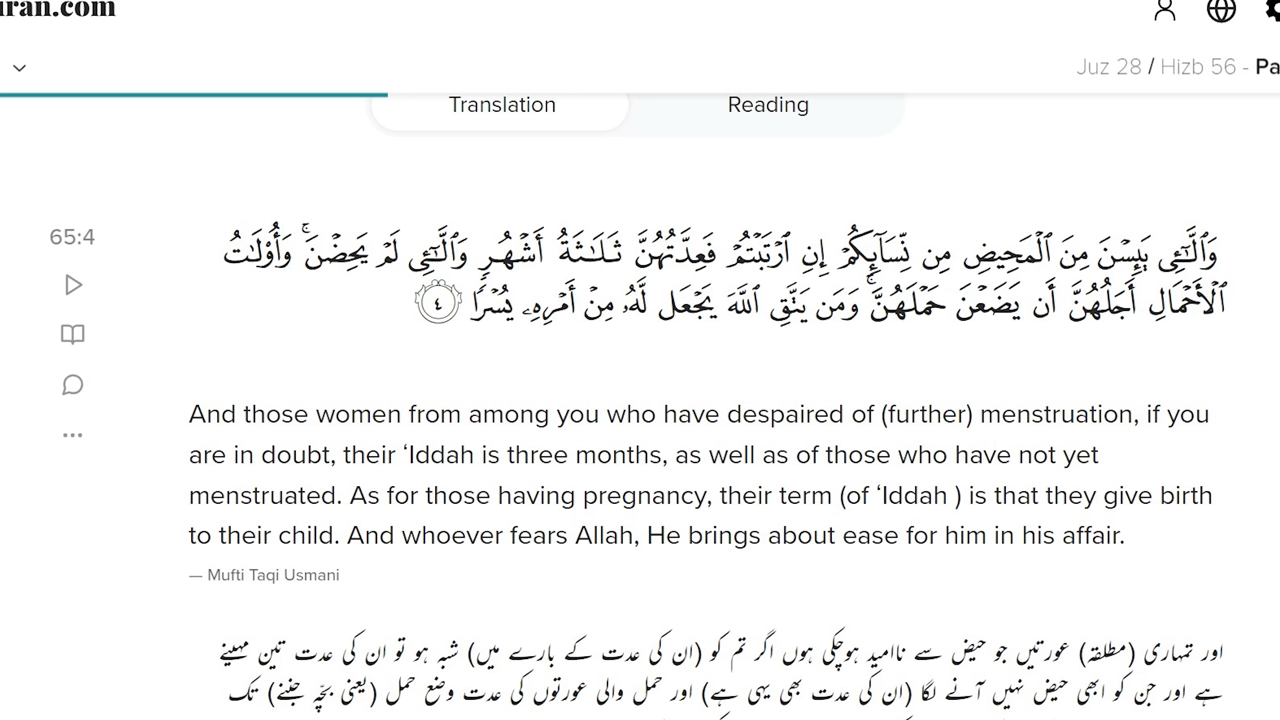 uran.com
Juz 28 / Hizb 56 - Pa
Translation
Reading
65:4
وَٱلَّـٰٓـِٔى يَئِسْنَ مِنَ ٱلْمَحِيضِ مِن نِّسَآئِكُمْ إِنِ ٱرْتَبْتُمْ فَعِدَّتُهُنَّ ثَلَـٰثَةُ أَشْهُرٍ وَٱلَّـٰٓـِٔى لَمْ يَحِضْنَ ۚ وَأُو۟لَـٰتُ
ٱلْأَحْمَالِ أَجَلُهُنَّ أَن يَضَعْنَ حَمْلَهُنَّ ۚ وَمَن يَتَّقِ ٱللَّهَ يَجْعَل لَّهُۥ مِنْ أَمْرِهِۦ يُسْرًۭا ٤
And those women from among you who have despaired of (further) menstruation, if you
are in doubt, their ‘Iddah is three months, as well as of those who have not yet
menstruated. As for those having pregnancy, their term (of ‘Iddah ) is that they give birth
to their child. And whoever fears Allah, He brings about ease for him in his affair.
— Mufti Taqi Usmani
اور تمہاری (مطلقہ) عورتیں جو حیض سے ناامید ہوچکی ہوں اگر تم کو (ان کی عدت کے بارے میں) شبہ ہو تو ان کی عدت تین مہینے
ہے اور جن کو ابھی حیض نہیں آنے لگا (ان کی عدت بھی یہی ہے) اور حمل والی عورتوں کی عدت وضع حمل (یعنی بچّہ جننے) تک